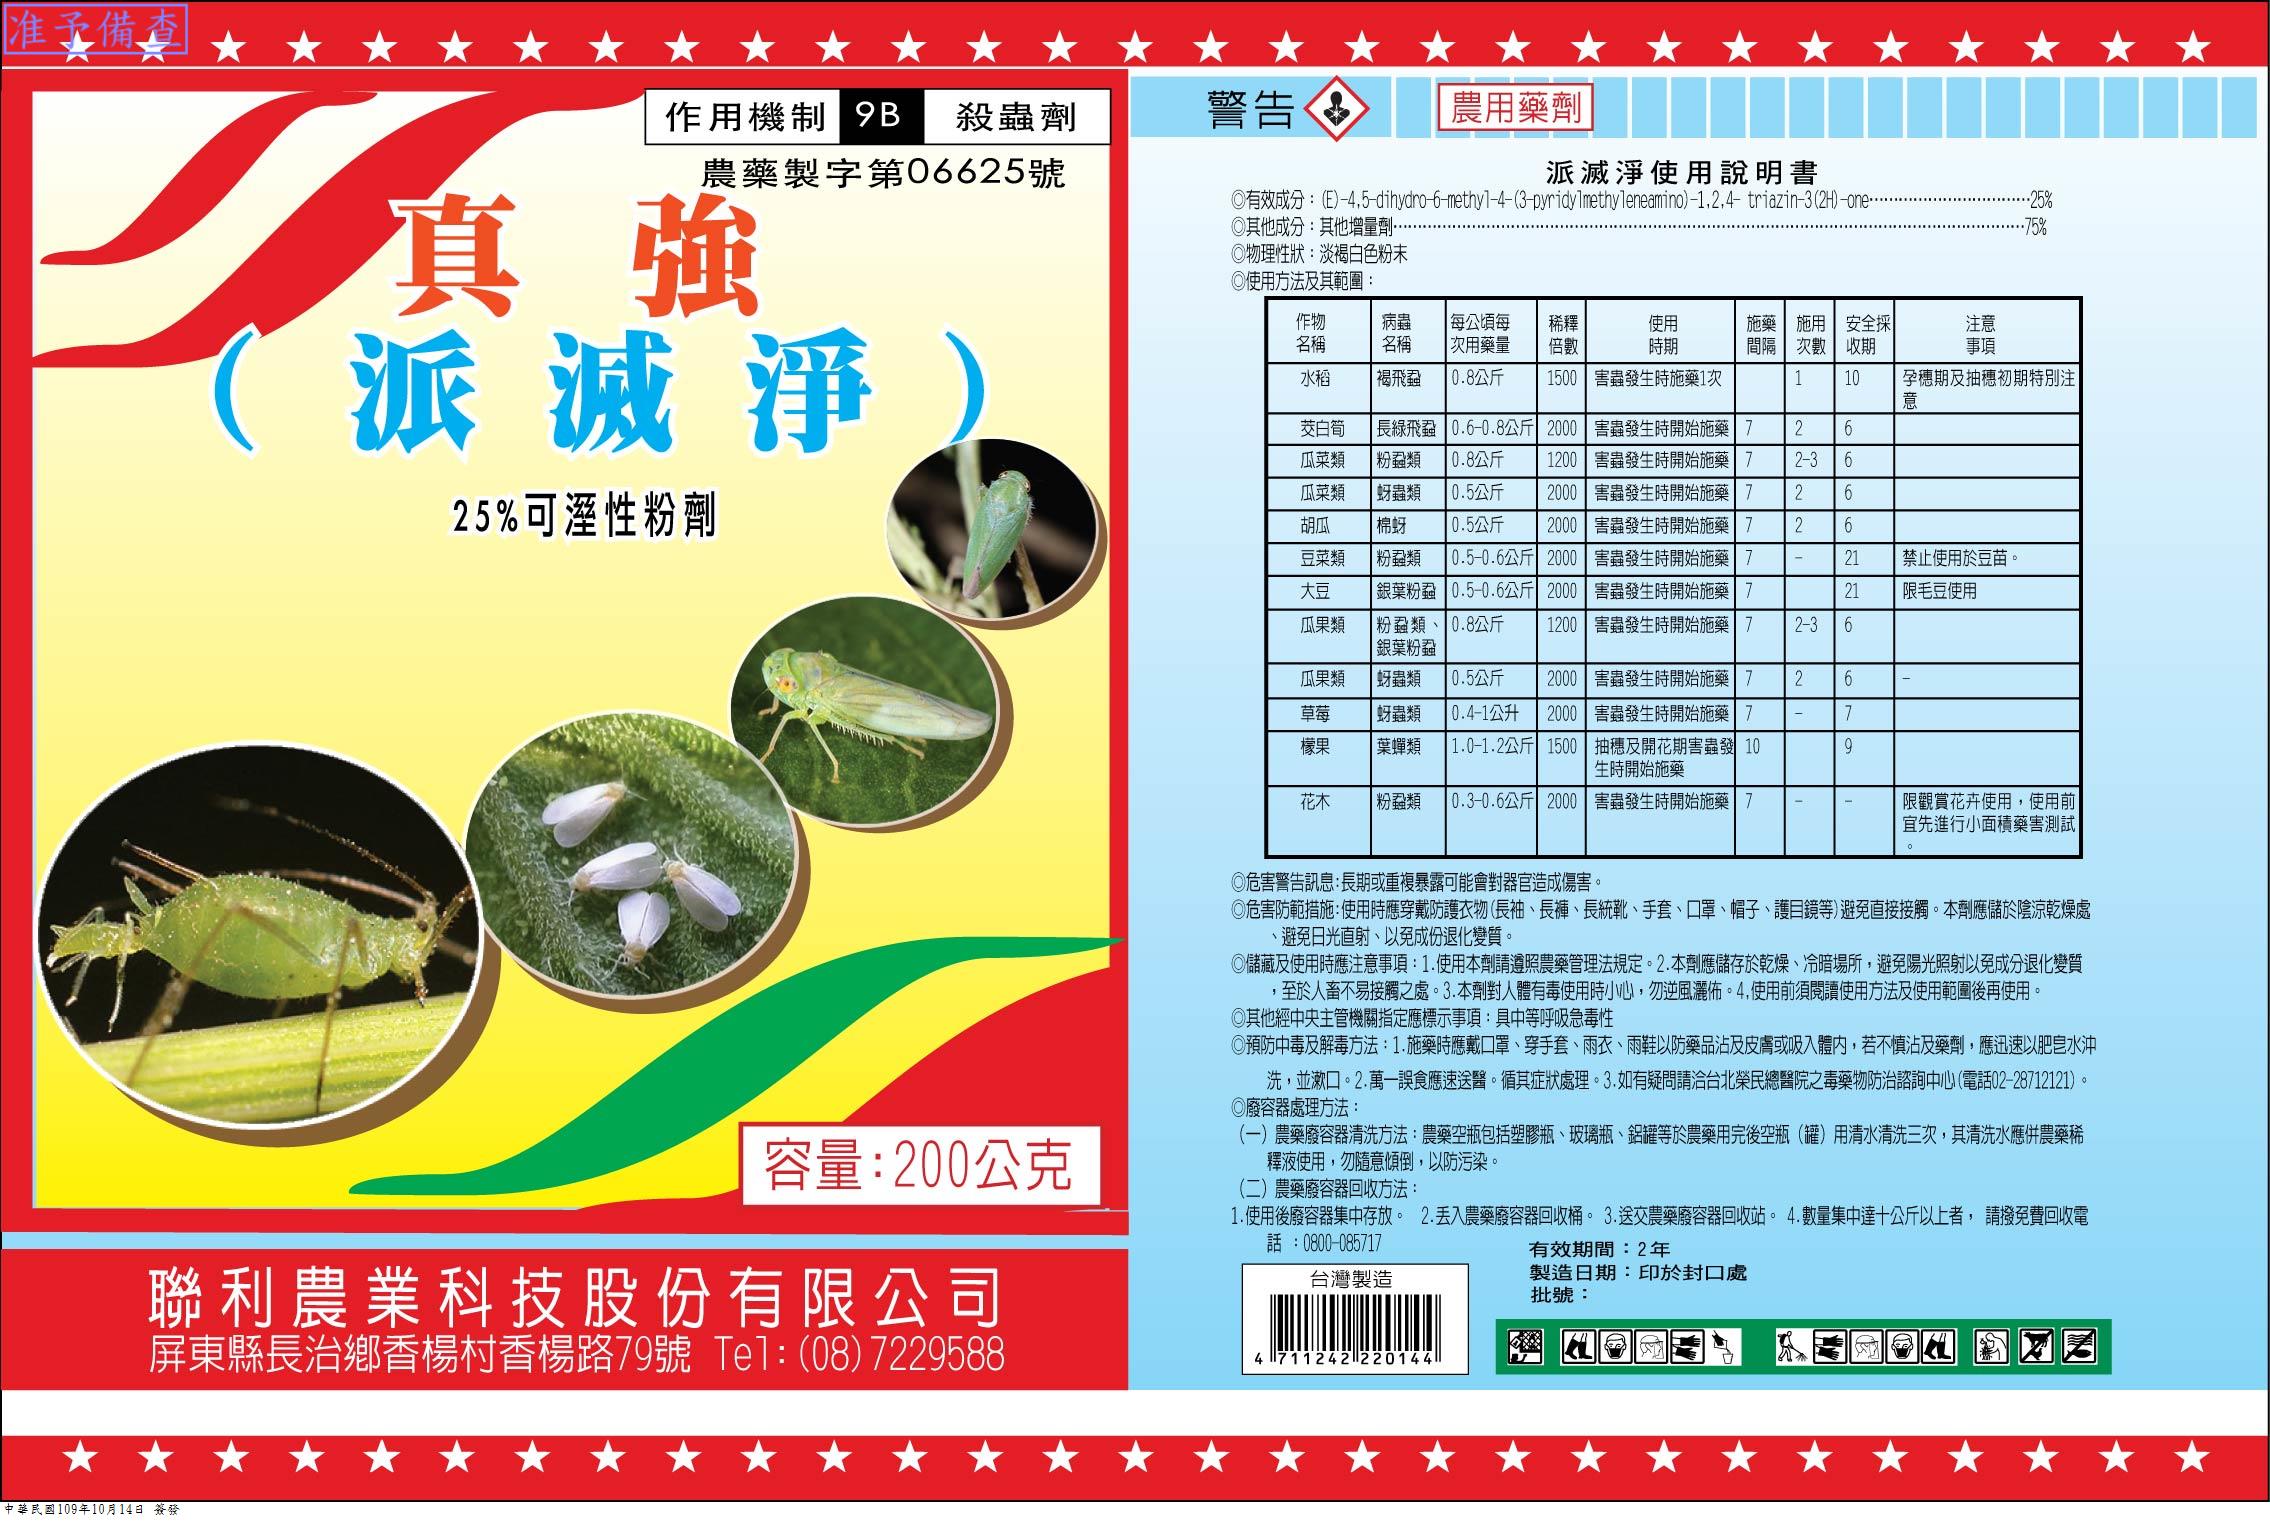 准予備查
作用機制 9B 殺蟲劑
農藥製字第06625號
真強
(派滅淨)
25%可溼性粉劑
容量:200公克
聯利農業科技股份有限公司
屏東縣長治鄉香楊村香楊路79號 Tel:(08)7229588
警告
農用藥劑
派滅淨使用說明書
◎有效成分：(E)-4,5-dihydro-6-methyl-4-(3-pyridylmethyleneamino)-1,2,4- triazin-3(2H)-one……………………………25%
◎其他成分：其他增量劑……………………………………………………………………………………………………75%
◎物理性狀：淡褐白色粉末
◎使用方法及其範圍：
作物名稱 病蟲名稱 每公頃每次用藥量 稀釋倍數 使用時期 施藥間隔 施用次數 安全採收期 注意事項
水稻 褐飛蝨 0.8公斤 1500 害蟲發生時施藥1次 1 10 孕穗期及抽穗初期特別注意
茭白筍 長綠飛蝨 0.6-0.8公斤 2000 害蟲發生時開始施藥 7 2 6
瓜菜類 粉蝨類 0.8公斤 1200 害蟲發生時開始施藥 7 2-3 6
瓜菜類 蚜蟲類 0.5公斤 2000 害蟲發生時開始施藥 7 2 6
胡瓜 棉蚜 0.5公斤 2000 害蟲發生時開始施藥 7 2 6
豆菜類 粉蝨類 0.5-0.6公斤 2000 害蟲發生時開始施藥 7 - 21 禁止使用於豆苗。
大豆 銀葉粉蝨 0.5-0.6公斤 2000 害蟲發生時開始施藥 7 21 限毛豆使用
瓜果類 粉蝨類、銀葉粉蝨 0.8公斤 1200 害蟲發生時開始施藥 7 2-3 6
瓜果類 蚜蟲類 0.5公斤 2000 害蟲發生時開始施藥 7 2 6 -
草莓 蚜蟲類 0.4-1公升 2000 害蟲發生時開始施藥 7 - 7
檬果 葉蟬類 1.0-1.2公斤 1500 抽穗及開花期害蟲發生時開始施藥 10 9
花木 粉蝨類 0.3-0.6公斤 2000 害蟲發生時開始施藥 7 - - 限觀賞花卉使用，使用前宜先進行小面積藥害測試。
◎危害警告訊息:長期或重複暴露可能會對器官造成傷害。
◎危害防範措施:使用時應穿戴防護衣物(長袖、長褲、長統靴、手套、口罩、帽子、護目鏡等)避免直接接觸。本劑應儲於陰涼乾燥處
、避免日光直射、以免成份退化變質。
◎儲藏及使用時應注意事項：1.使用本劑請遵照農藥管理法規定。2.本劑應儲存於乾燥、冷暗場所，避免陽光照射以免成分退化變質
，至於人畜不易接觸之處。3.本劑對人體有毒使用時小心，勿逆風灑佈。4,使用前須閱讀使用方法及使用範圍後再使用。
◎其他經中央主管機關指定應標示事項：具中等呼吸急毒性
◎預防中毒及解毒方法：1.施藥時應戴口罩、穿手套、雨衣、雨鞋以防藥品沾及皮膚或吸入體內，若不慎沾及藥劑，應迅速以肥皂水沖
洗，並漱口。2.萬一誤食應速送醫。循其症狀處理。3.如有疑問請洽台北榮民總醫院之毒藥物防治諮詢中心(電話02-28712121)。
◎廢容器處理方法：
(一) 農藥廢容器清洗方法：農藥空瓶包括塑膠瓶、玻璃瓶、鋁罐等於農藥用完後空瓶 (罐) 用清水清洗三次，其清洗水應併農藥稀
釋液使用，勿隨意傾倒，以防污染。
(二) 農藥廢容器回收方法：
1.使用後廢容器集中存放。 2.丟入農藥廢容器回收桶。 3.送交農藥廢容器回收站。 4.數量集中達十公斤以上者， 請撥免費回收電
話 ：0800-085717
有效期間：2年
製造日期：印於封口處
批號：
台灣製造
4 711242 220144
中華民國109年10月14日 簽發